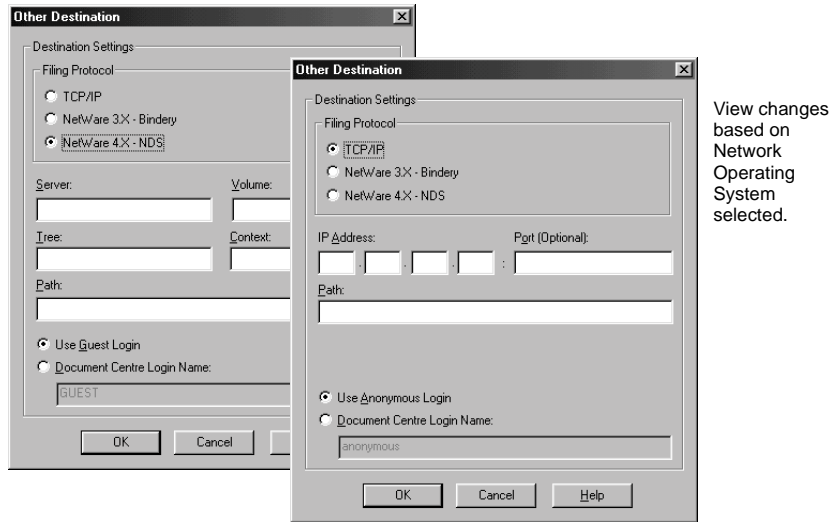 Other Destination
Destination Settings
Filing Protocol
TCP/IP
NetWare 3.X - Bindery
NetWare 4.X - NDS
Server:
Volume:
Tree:
Context:
Path:
Use Guest Login
Document Centre Login Name:
GUEST
OK
Cancel
Other Destination
Destination Settings
Filing Protocol
TCP/IP
NetWare 3.X - Bindery
NetWare 4.X - NDS
IP Address:
Port (Optional):
. . . :
Path:
Use Anonymous Login
Document Centre Login Name:
anonymous
OK
Cancel
Help
View changes
based on
Network
Operating
System
selected.